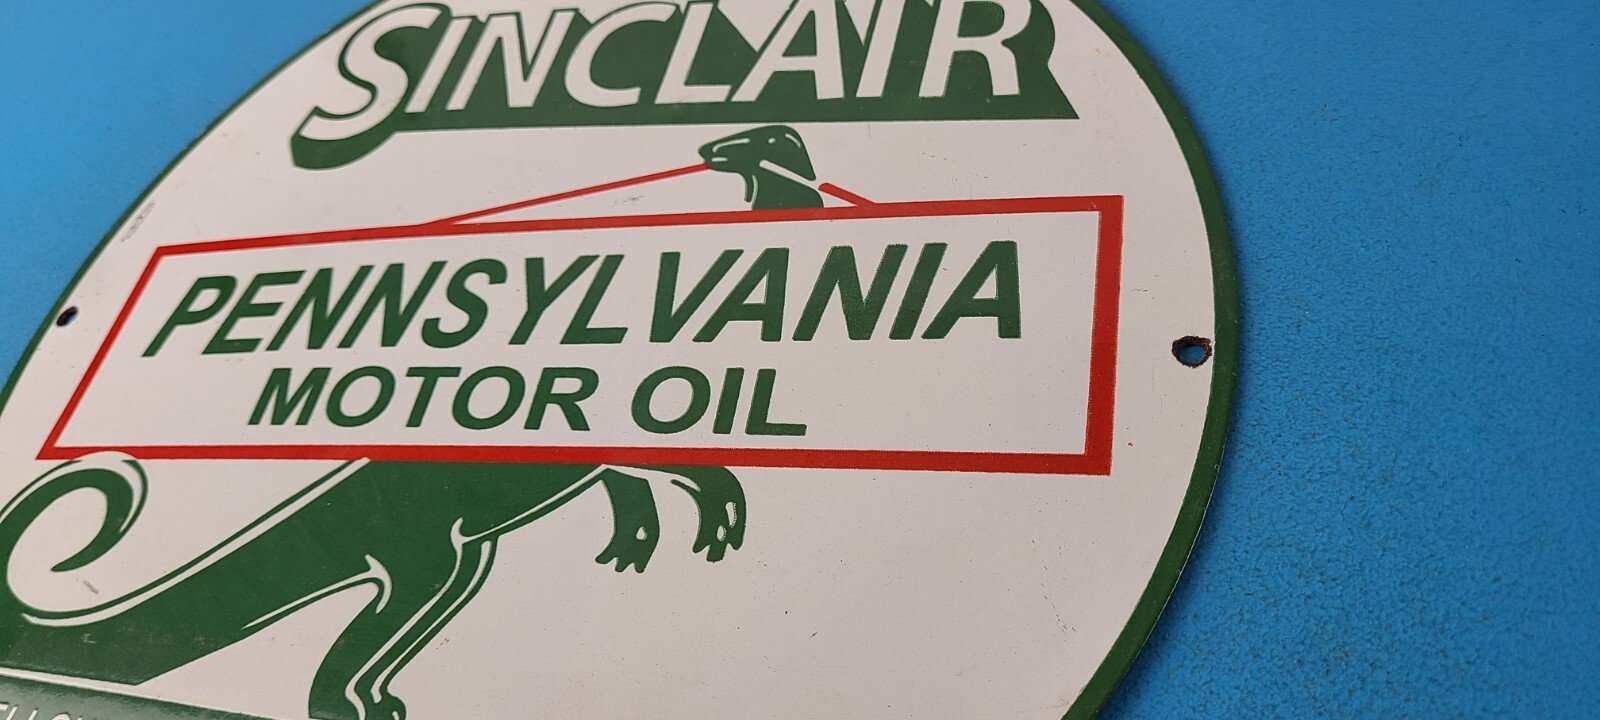 SINCLAIR
PENNSYLVANIA
MOTOR OIL